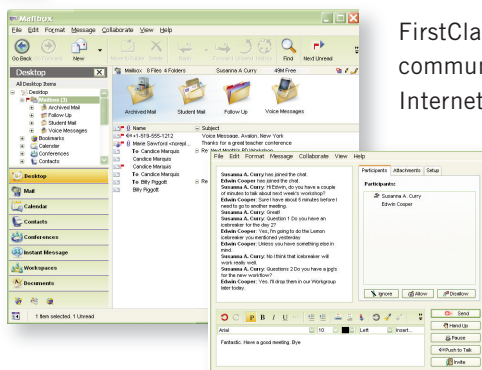 Mailbox
File Edit Format Message Collaborate View Help
Go Back New Find Next Unread
Desktop
Mailbox 8 Files 4 Folders Susanna A Curry 49M Free
All Desktop Items
Desktop
Mailbox (3)
Archived Mail
Follow Up
Student Mail
Voice Messages
Bookmarks
Calendar
Conferences
Contacts
Desktop
Mail
Calendar
Contacts
Conferences
Instant Message
Workspaces
Documents
1 Item selected. 1 Unread
Archived Mail Student Mail Follow Up Voice Messages
Name Subject
+1-519-555-1212 Voice Message, Avalon, New York
Marie Sawford Thanks for a great teacher conference
To Candice Marquis
Candice Marquis
Candice Marquis
To Candice Marquis
To Billy Piggott Re
Billy Piggott
FirstCla
commun
Internet
File Edit Format Message Collaborate View Help
Susanna A. Curry has joined the chat.
Edwin Cooper has joined the chat.
Susanna A. Curry: Hi Edwin, do you have a couple
of minutes to talk about next week's workshop?
Edwin Cooper: Sure I have about 5 minutes before I
need to go to another meeting.
Susanna A. Curry: Great!
Susanna A. Curry: Question 1 Do you have an
icebreaker for the day 2?
Edwin Cooper: Yes, I'm going to do the Lemon
Icebreaker you mentioned yesterday
Edwin Cooper: Unless you have something else in
mind.
Susanna A. Curry: No I think that icebreaker will
work really well.
Susanna A. Curry: Questions 2 Do you have a jpg's
for the new workflow?
Edwin Cooper: Yes. I'll drop them in our Workgroup
later today.
Participants Attachments Setup
Participants:
Susanna A. Curry
Edwin Cooper
Ignore Allow Disallow
B I U
Arial 10 Left Insert...
Fantastic. Have a good meeting. Bye
Send
Hand Up
Pause
Push to Talk
Invite